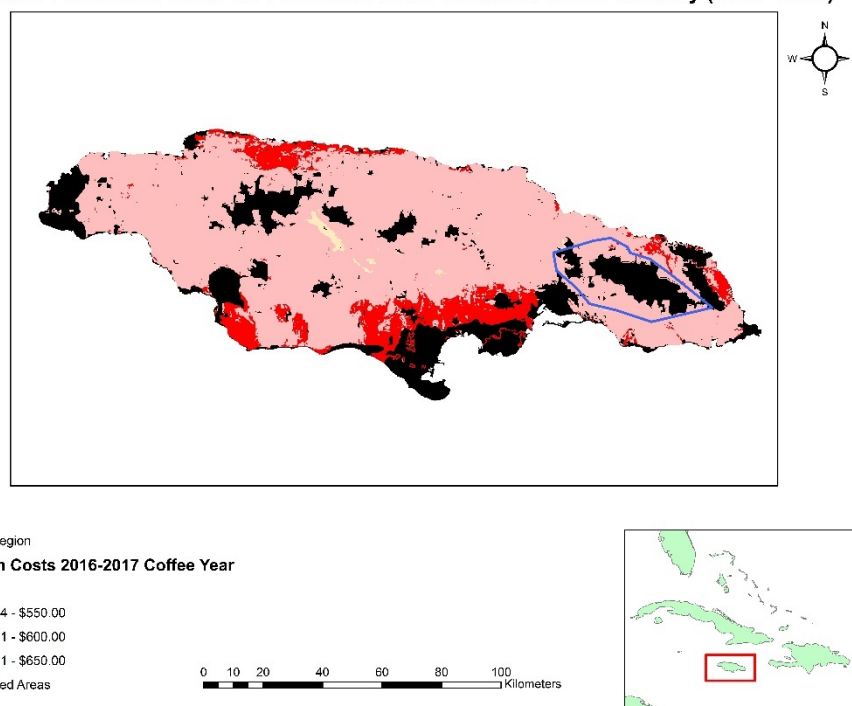 N
W
S
egion
n Costs 2016-2017 Coffee Year
4 - $550.00
1 - $600.00
1 - $650.00
ed Areas
0 10 20 40 60 80 100
Kilometers